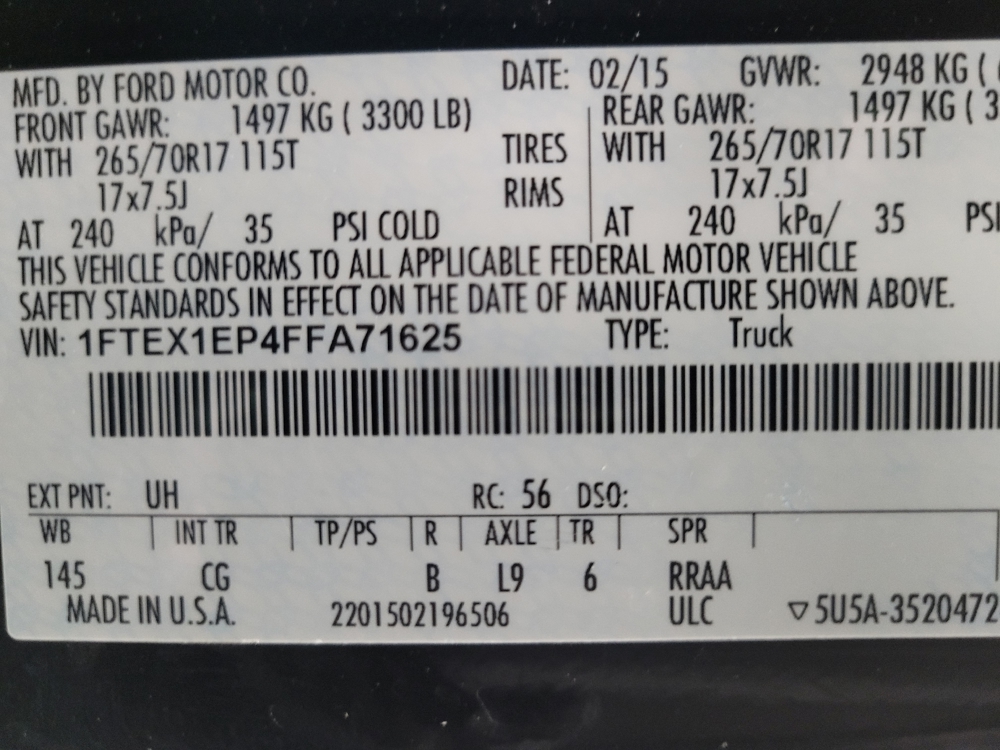 MFD. BY FORD MOTOR CO. DATE: 02/15 GVWR: 2948 KG (
FRONT GAWR: 1497 KG ( 3300 LB) REAR GAWR: 1497 KG ( 3
WITH 265/70R17 115T TIRES WITH 265/70R17 115T
17x7.5J RIMS 17x7.5J
AT 240 kPa/ 35 PSI COLD AT 240 kPa/ 35 PSI
THIS VEHICLE CONFORMS TO ALL APPLICABLE FEDERAL MOTOR VEHICLE
SAFETY STANDARDS IN EFFECT ON THE DATE OF MANUFACTURE SHOWN ABOVE.
VIN: 1FTEX1EP4FFA71625 TYPE: Truck
EXT PNT: UH RC: 56 DSO:
WB INT TR TP/PS R AXLE TR SPR
145 CG B L9 6 RRAA
MADE IN U.S.A. 2201502196506 ULC ▽5U5A-3520472